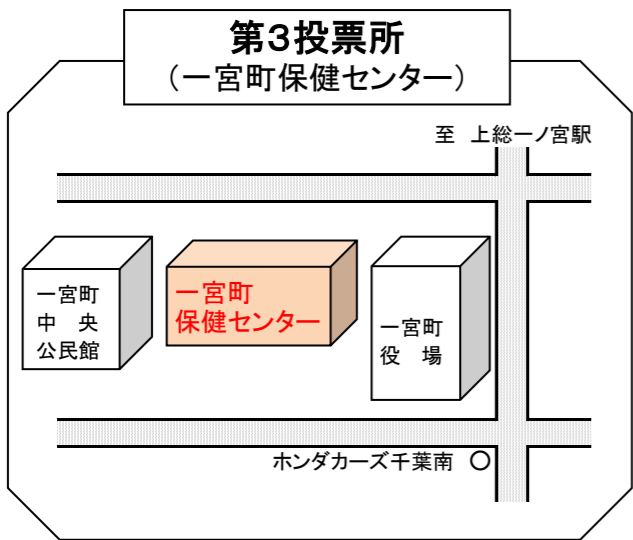 第3投票所
（一宮町保健センター）
至 上総一ノ宮駅
一宮町
中 央
公民館
一宮町
保健センター
一宮町
役 場
ホンダカーズ千葉南